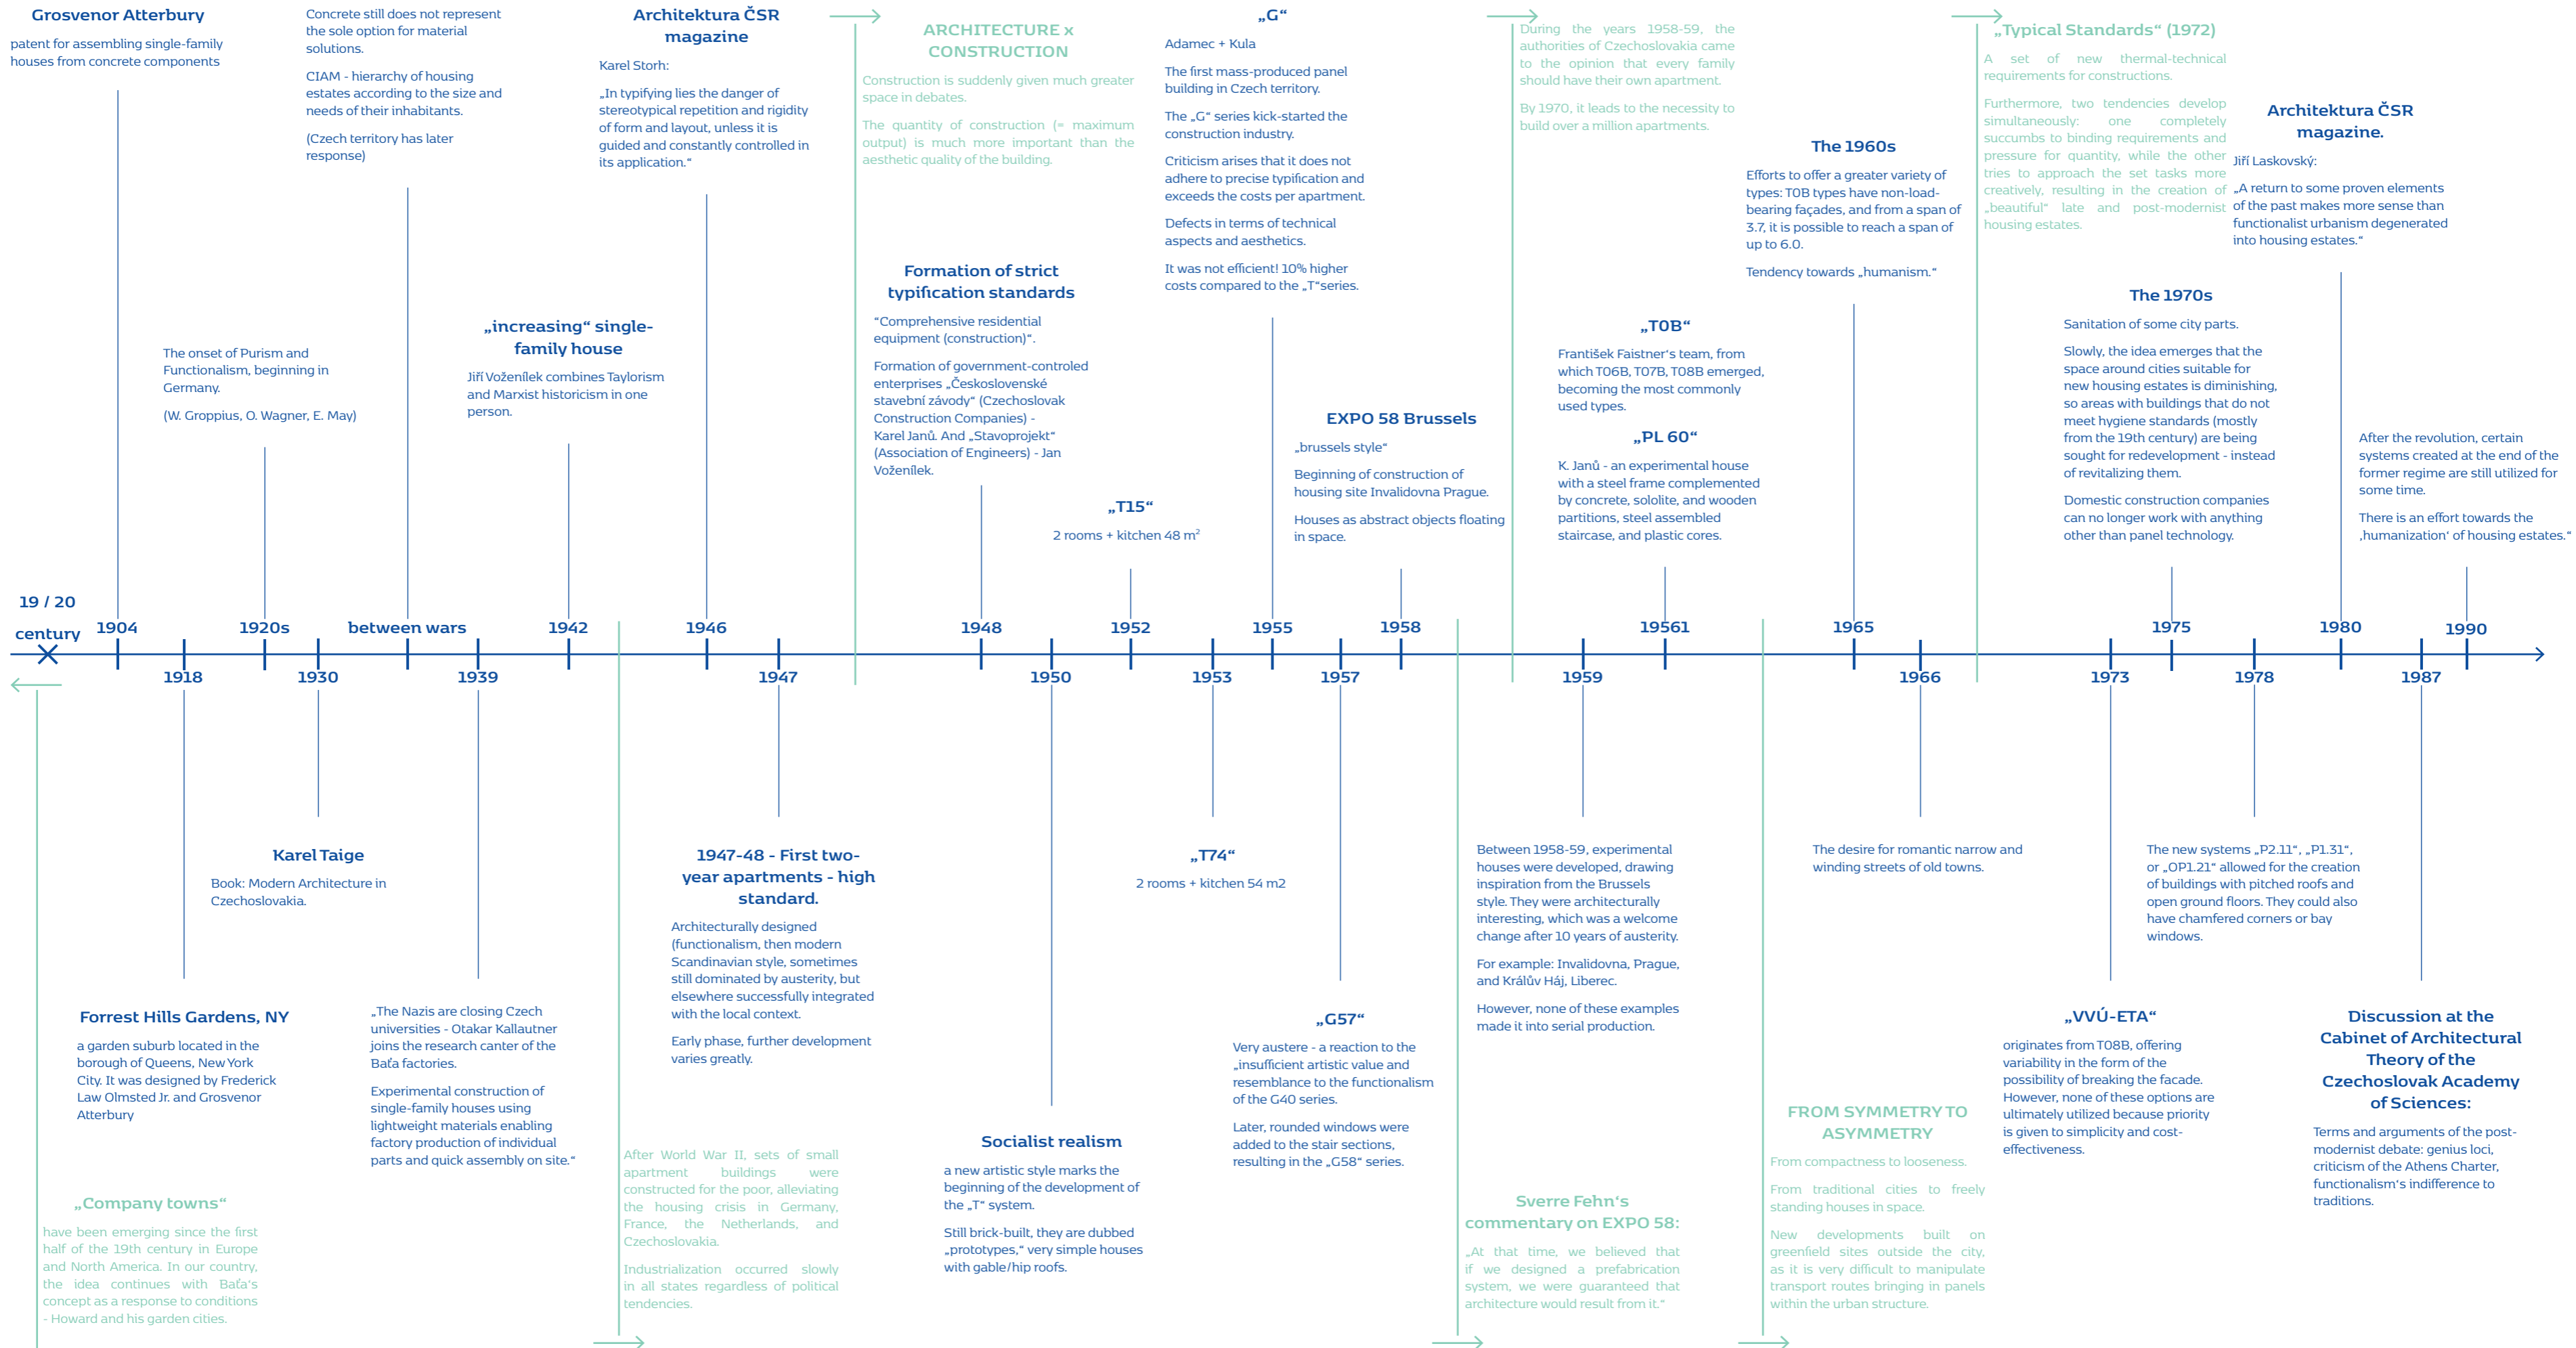 Grosvenor Atterbury
patent for assembling single-family
houses from concrete components
Concrete still does not represent
the sole option for material
solutions.
CIAM - hierarchy of housing
estates according to the size and
needs of their inhabitants.
(Czech territory has later
response)
Architektura ČSR
magazine
Karel Storh:
„In typifying lies the danger of
stereotypical repetition and rigidity
of form and layout, unless it is
guided and constantly controlled in
its application.“
ARCHITECTURE x
CONSTRUCTION
Construction is suddenly given much greater
space in debates.
The quantity of construction (= maximum
output) is much more important than the
aesthetic quality of the building.
„G“
Adamec + Kula
The first mass-produced panel
building in Czech territory.
The „G“ series kick-started the
construction industry.
Criticism arises that it does not
adhere to precise typification and
exceeds the costs per apartment.
Defects in terms of technical
aspects and aesthetics.
It was not efficient! 10% higher
costs compared to the „T“series.
During the years 1958-59, the
authorities of Czechoslovakia came
to the opinion that every family
should have their own apartment.
By 1970, it leads to the necessity to
build over a million apartments.
The 1960s
Efforts to offer a greater variety of
types: T0B types have non-load-
bearing façades, and from a span of
3.7, it is possible to reach a span of
up to 6.0.
Tendency towards „humanism.“
„Typical Standards“ (1972)
A set of new thermal-technical
requirements for constructions.
Furthermore, two tendencies develop
simultaneously: one completely
succumbs to binding requirements and
pressure for quantity, while the other
tries to approach the set tasks more
creatively, resulting in the creation of
„beautiful“ late and post-modernist
housing estates.
Architektura ČSR
magazine.
Jiří Laskovský:
„A return to some proven elements
of the past makes more sense than
functionalist urbanism degenerated
into housing estates.“
The onset of Purism and
Functionalism, beginning in
Germany.
(W. Groppius, O. Wagner, E. May)
„increasing“ single-
family house
Jiří Voženílek combines Taylorism
and Marxist historicism in one
person.
Formation of strict
typification standards
“Comprehensive residential
equipment (construction)“.
Formation of government-controled
enterprises „Československé
stavební závody“ (Czechoslovak
Construction Companies) -
Karel Janů. And „Stavoprojekt“
(Association of Engineers) - Jan
Voženílek.
„T15“
2 rooms + kitchen 48 m²
EXPO 58 Brussels
„brussels style“
Beginning of construction of
housing site Invalidovna Prague.
Houses as abstract objects floating
in space.
„T0B“
František Faistner‘s team, from
which T06B, T07B, T08B emerged,
becoming the most commonly
used types.
„PL 60“
K. Janů - an experimental house
with a steel frame complemented
by concrete, sololite, and wooden
partitions, steel assembled
staircase, and plastic cores.
The 1970s
Sanitation of some city parts.
Slowly, the idea emerges that the
space around cities suitable for
new housing estates is diminishing,
so areas with buildings that do not
meet hygiene standards (mostly
from the 19th century) are being
sought for redevelopment - instead
of revitalizing them.
Domestic construction companies
can no longer work with anything
other than panel technology.
After the revolution, certain
systems created at the end of the
former regime are still utilized for
some time.
There is an effort towards the
‚humanization‘ of housing estates.“
19 / 20
century
1904
1920s
between wars
1942
1946
1948
1952
1955
1958
19561
1965
1975
1980
1990
1918
1930
1939
1947
1950
1953
1957
1959
1966
1973
1978
1987
Karel Taige
Book: Modern Architecture in
Czechoslovakia.
Forrest Hills Gardens, NY
a garden suburb located in the
borough of Queens, New York
City. It was designed by Frederick
Law Olmsted Jr. and Grosvenor
Atterbury
„The Nazis are closing Czech
universities - Otakar Kallautner
joins the research canter of the
Baťa factories.
Experimental construction of
single-family houses using
lightweight materials enabling
factory production of individual
parts and quick assembly on site.“
„Company towns“
have been emerging since the first
half of the 19th century in Europe
and North America. In our country,
the idea continues with Baťa‘s
concept as a response to conditions
- Howard and his garden cities.
1947-48 - First two-
year apartments - high
standard.
Architecturally designed
(functionalism, then modern
Scandinavian style, sometimes
still dominated by austerity, but
elsewhere successfully integrated
with the local context.
Early phase, further development
varies greatly.
After World War II, sets of small
apartment buildings were
constructed for the poor, alleviating
the housing crisis in Germany,
France, the Netherlands, and
Czechoslovakia.
Industrialization occurred slowly
in all states regardless of political
tendencies.
Socialist realism
a new artistic style marks the
beginning of the development of
the „T“ system.
Still brick-built, they are dubbed
„prototypes,“ very simple houses
with gable/hip roofs.
„T74“
2 rooms + kitchen 54 m2
„G57“
Very austere - a reaction to the
„insufficient artistic value and
resemblance to the functionalism
of the G40 series.
Later, rounded windows were
added to the stair sections,
resulting in the „G58“ series.
Between 1958-59, experimental
houses were developed, drawing
inspiration from the Brussels
style. They were architecturally
interesting, which was a welcome
change after 10 years of austerity.
For example: Invalidovna, Prague,
and Králův Háj, Liberec.
However, none of these examples
made it into serial production.
Sverre Fehn‘s
commentary on EXPO 58:
„At that time, we believed that
if we designed a prefabrication
system, we were guaranteed that
architecture would result from it.“
The desire for romantic narrow and
winding streets of old towns.
FROM SYMMETRY TO
ASYMMETRY
From compactness to looseness.
From traditional cities to freely
standing houses in space.
New developments built on
greenfield sites outside the city,
as it is very difficult to manipulate
transport routes bringing in panels
within the urban structure.
The new systems „P2.11“, „P1.31“,
or „OP1.21“ allowed for the creation
of buildings with pitched roofs and
open ground floors. They could also
have chamfered corners or bay
windows.
„VVÚ-ETA“
originates from T08B, offering
variability in the form of the
possibility of breaking the facade.
However, none of these options are
ultimately utilized because priority
is given to simplicity and cost-
effectiveness.
Discussion at the
Cabinet of Architectural
Theory of the
Czechoslovak Academy
of Sciences:
Terms and arguments of the post-
modernist debate: genius loci,
criticism of the Athens Charter,
functionalism‘s indifference to
traditions.